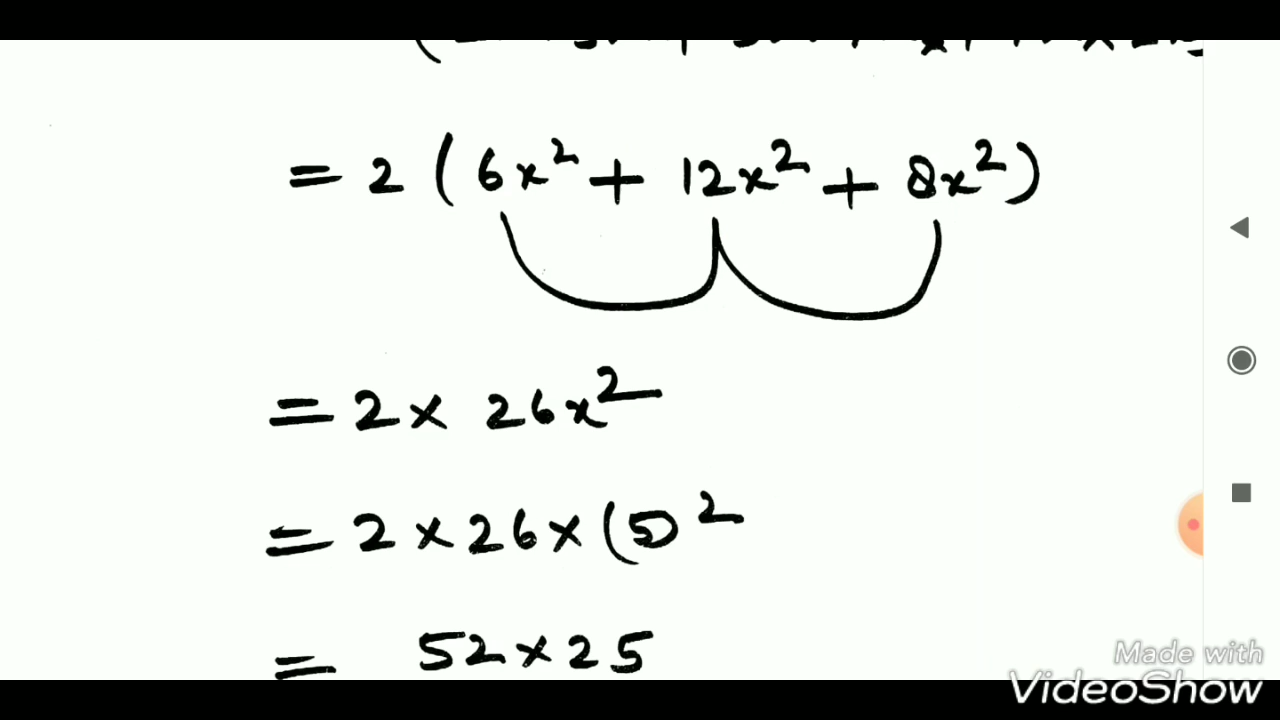 = 2 ( 6x² + 12x² + 8x² )
= 2 × 26x²
= 2 × 26 × (5)²
= 52 × 25
Made with
VideoShow